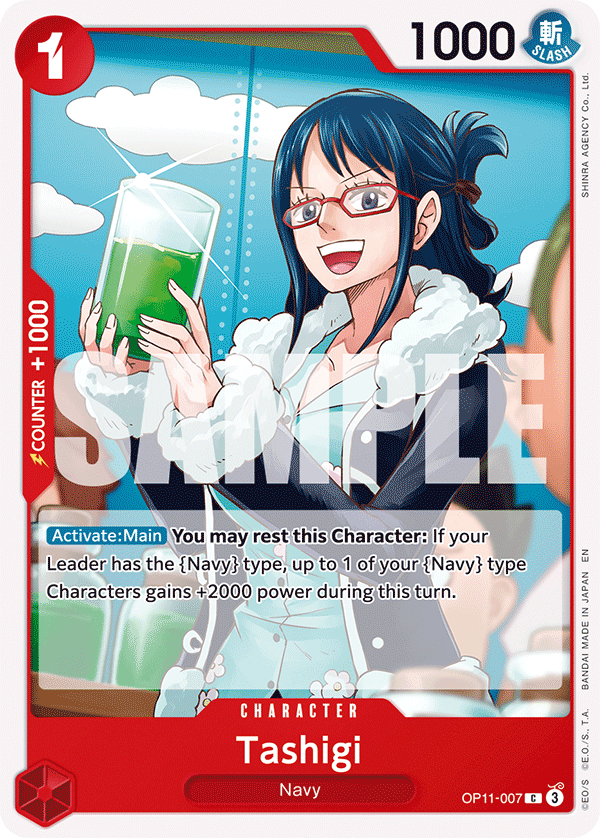 1
1000
斬
SLASH
SHINRA AGENCY Co., Ltd.
COUNTER +1000
SAMPLE
Activate:Main You may rest this Character: If your
Leader has the {Navy} type, up to 1 of your {Navy} type
Characters gains +2000 power during this turn.
BANDAI MADE IN JAPAN EN
©EO/S ©E.O./S., T.A.
CHARACTER
Tashigi
Navy
OP11-007 C 3